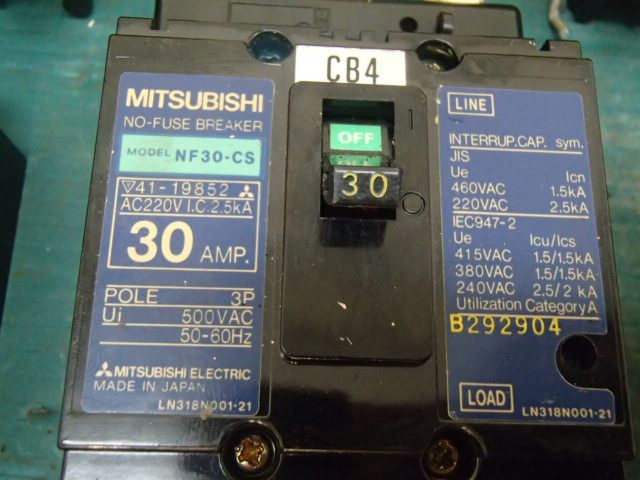 CB4
MITSUBISHI
NO-FUSE BREAKER
MODEL NF30-CS
41-19852
AC220V I.C.2.5kA
30 AMP.
POLE 3P
Ui 500VAC
50-60Hz
MITSUBISHI ELECTRIC
MADE IN JAPAN
LN318N001-21
OFF
30
LINE
INTERRUP.CAP. sym.
JIS
Ue Icn
460VAC 1.5kA
220VAC 2.5kA
IEC947-2
Ue Icu/Ics
415VAC 1.5/1.5kA
380VAC 1.5/1.5kA
240VAC 2.5/2 kA
Utilization Category A
B292904
LOAD
LN318N001-21